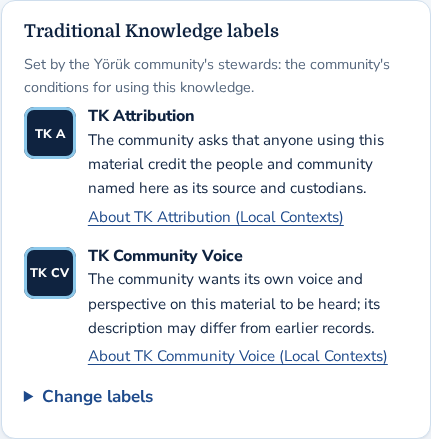 Traditional Knowledge labels
Set by the Yörük community's stewards: the community's
conditions for using this knowledge.
TK A
TK Attribution
The community asks that anyone using this
material credit the people and community
named here as its source and custodians.
About TK Attribution (Local Contexts)
TK CV
TK Community Voice
The community wants its own voice and
perspective on this material to be heard; its
description may differ from earlier records.
About TK Community Voice (Local Contexts)
Change labels